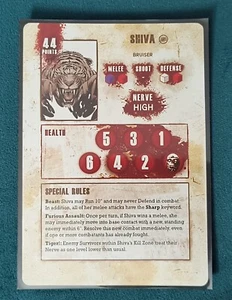 44
POINTS
SHIVA
BRUISER
MELEE
SHOOT
DEFENSE
NERVE
HIGH
HEALTH
5 3 1
6 4 2
SPECIAL RULES
Beast: Shiva may Run 10" and may never Defend in combat.
In addition, all of her melee attacks have the Sharp keyword.
Furious Assault: Once per turn, if Shiva wins a melee, she
may immediately move into base contact with a new, standing
enemy within 6". Resolve this new combat immediately, even
if one or more combatants has already fought.
Tiger: Enemy Survivors within Shiva's Kill Zone treat their
Nerve as one level lower than usual.